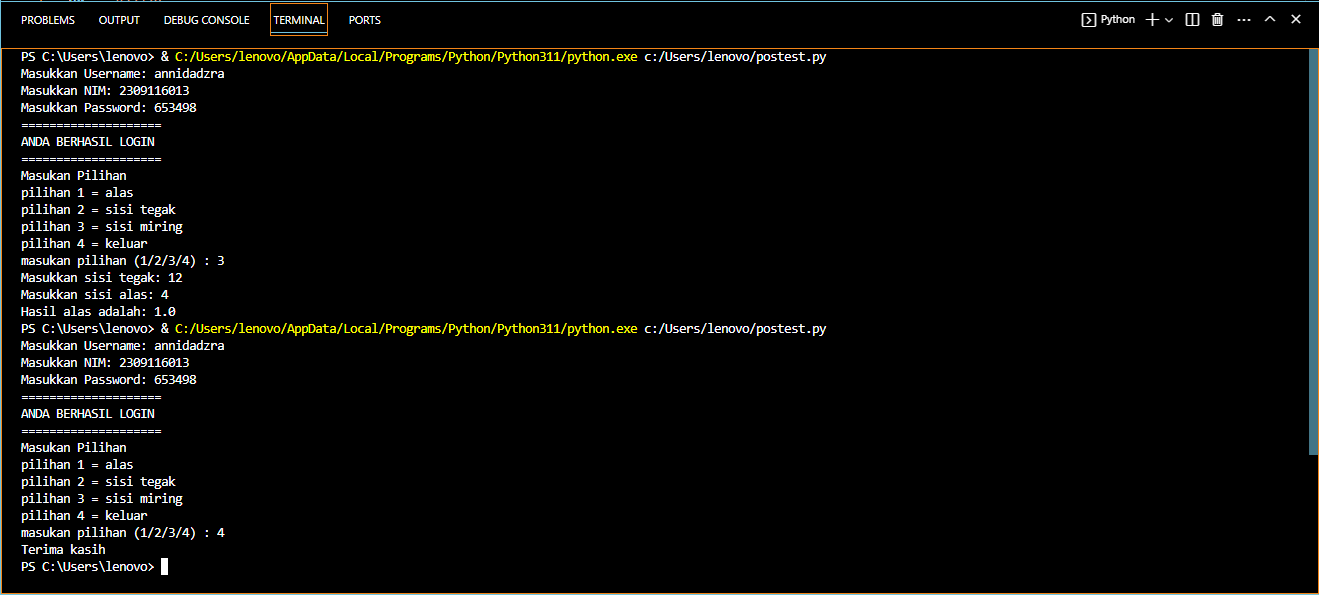 PROBLEMS OUTPUT DEBUG CONSOLE TERMINAL PORTS Python
PS C:\Users\lenovo> & C:/Users/lenovo/AppData/Local/Programs/Python/Python311/python.exe c:/Users/lenovo/postest.py
Masukkan Username: annidadzra
Masukkan NIM: 2309116013
Masukkan Password: 653498
====================
ANDA BERHASIL LOGIN
====================
Masukan Pilihan
pilihan 1 = alas
pilihan 2 = sisi tegak
pilihan 3 = sisi miring
pilihan 4 = keluar
masukan pilihan (1/2/3/4) : 3
Masukkan sisi tegak: 12
Masukkan sisi alas: 4
Hasil alas adalah: 1.0
PS C:\Users\lenovo> & C:/Users/lenovo/AppData/Local/Programs/Python/Python311/python.exe c:/Users/lenovo/postest.py
Masukkan Username: annidadzra
Masukkan NIM: 2309116013
Masukkan Password: 653498
====================
ANDA BERHASIL LOGIN
====================
Masukan Pilihan
pilihan 1 = alas
pilihan 2 = sisi tegak
pilihan 3 = sisi miring
pilihan 4 = keluar
masukan pilihan (1/2/3/4) : 4
Terima kasih
PS C:\Users\lenovo>